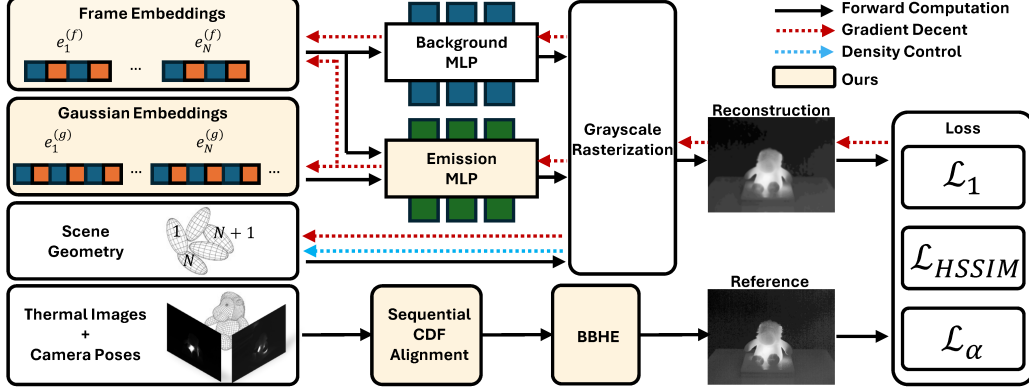 Frame Embeddings
e_1^{(f)}
...
e_N^{(f)}
Gaussian Embeddings
e_1^{(g)}
...
e_N^{(g)}
...
Scene
Geometry
1
N + 1
N
Thermal Images
+
Camera Poses
Background
MLP
Emission
MLP
Sequential
CDF
Alignment
BBHE
Grayscale
Rasterization
Forward Computation
Gradient Decent
Density Control
Ours
Reconstruction
Reference
Loss
ℒ_1
ℒ_{HSSIM}
ℒ_α